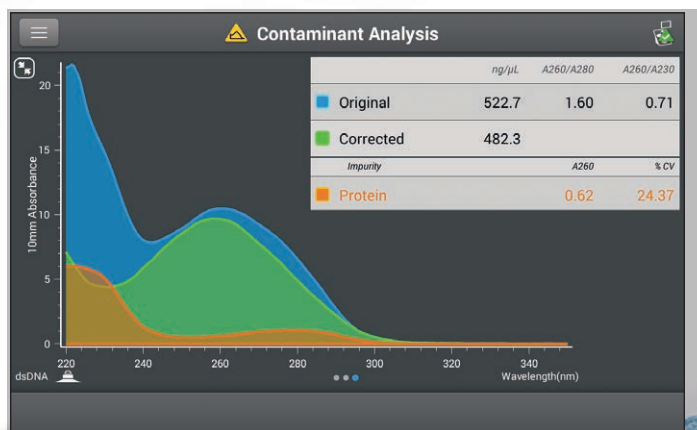 Contaminant Analysis
ng/µL A260/A280 A260/A230
Original 522.7 1.60 0.71
Corrected 482.3
Impurity A260 % CV
Protein 0.62 24.37
10mm Absorbance
20
15
10
5
0
220 240 260 280 300 320 340
dsDNA Wavelength(nm)